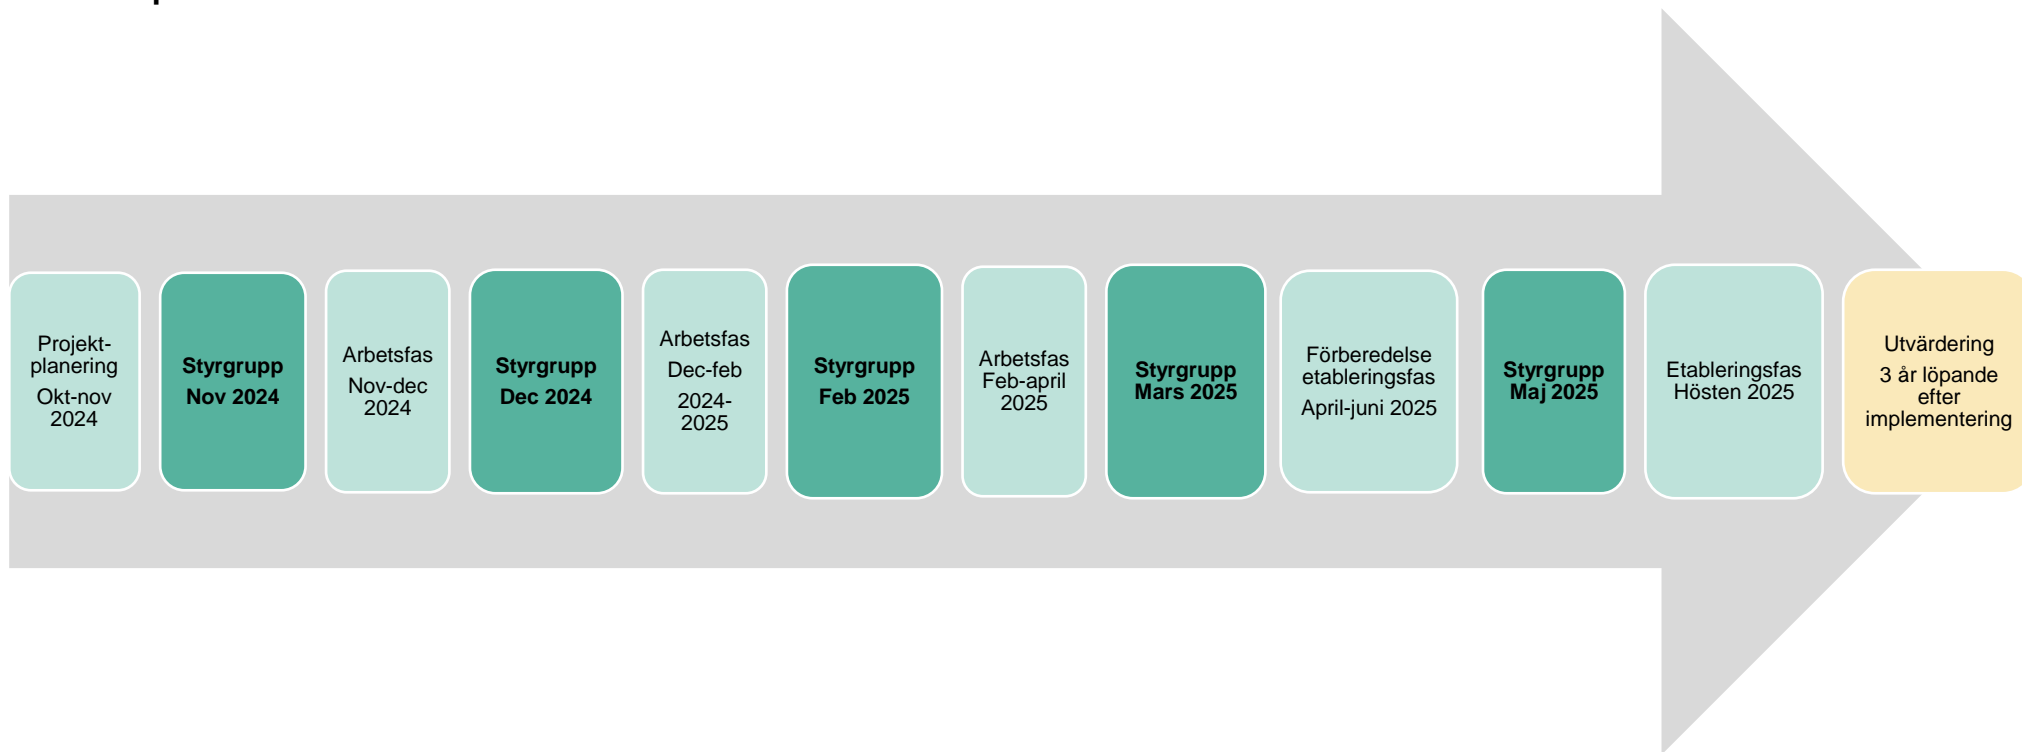 Projekt-
planering
Okt-nov
2024
Styrgrupp
Nov 2024
Arbetsfas
Nov-dec
2024
Styrgrupp
Dec 2024
Arbetsfas
Dec-feb
2024-
2025
Styrgrupp
Feb 2025
Arbetsfas
Feb-april
2025
Styrgrupp
Mars 2025
Förberedelse
etableringsfas
April-juni 2025
Styrgrupp
Maj 2025
Etableringsfas
Hösten 2025
Utvärdering
3 år löpande
efter
implementering